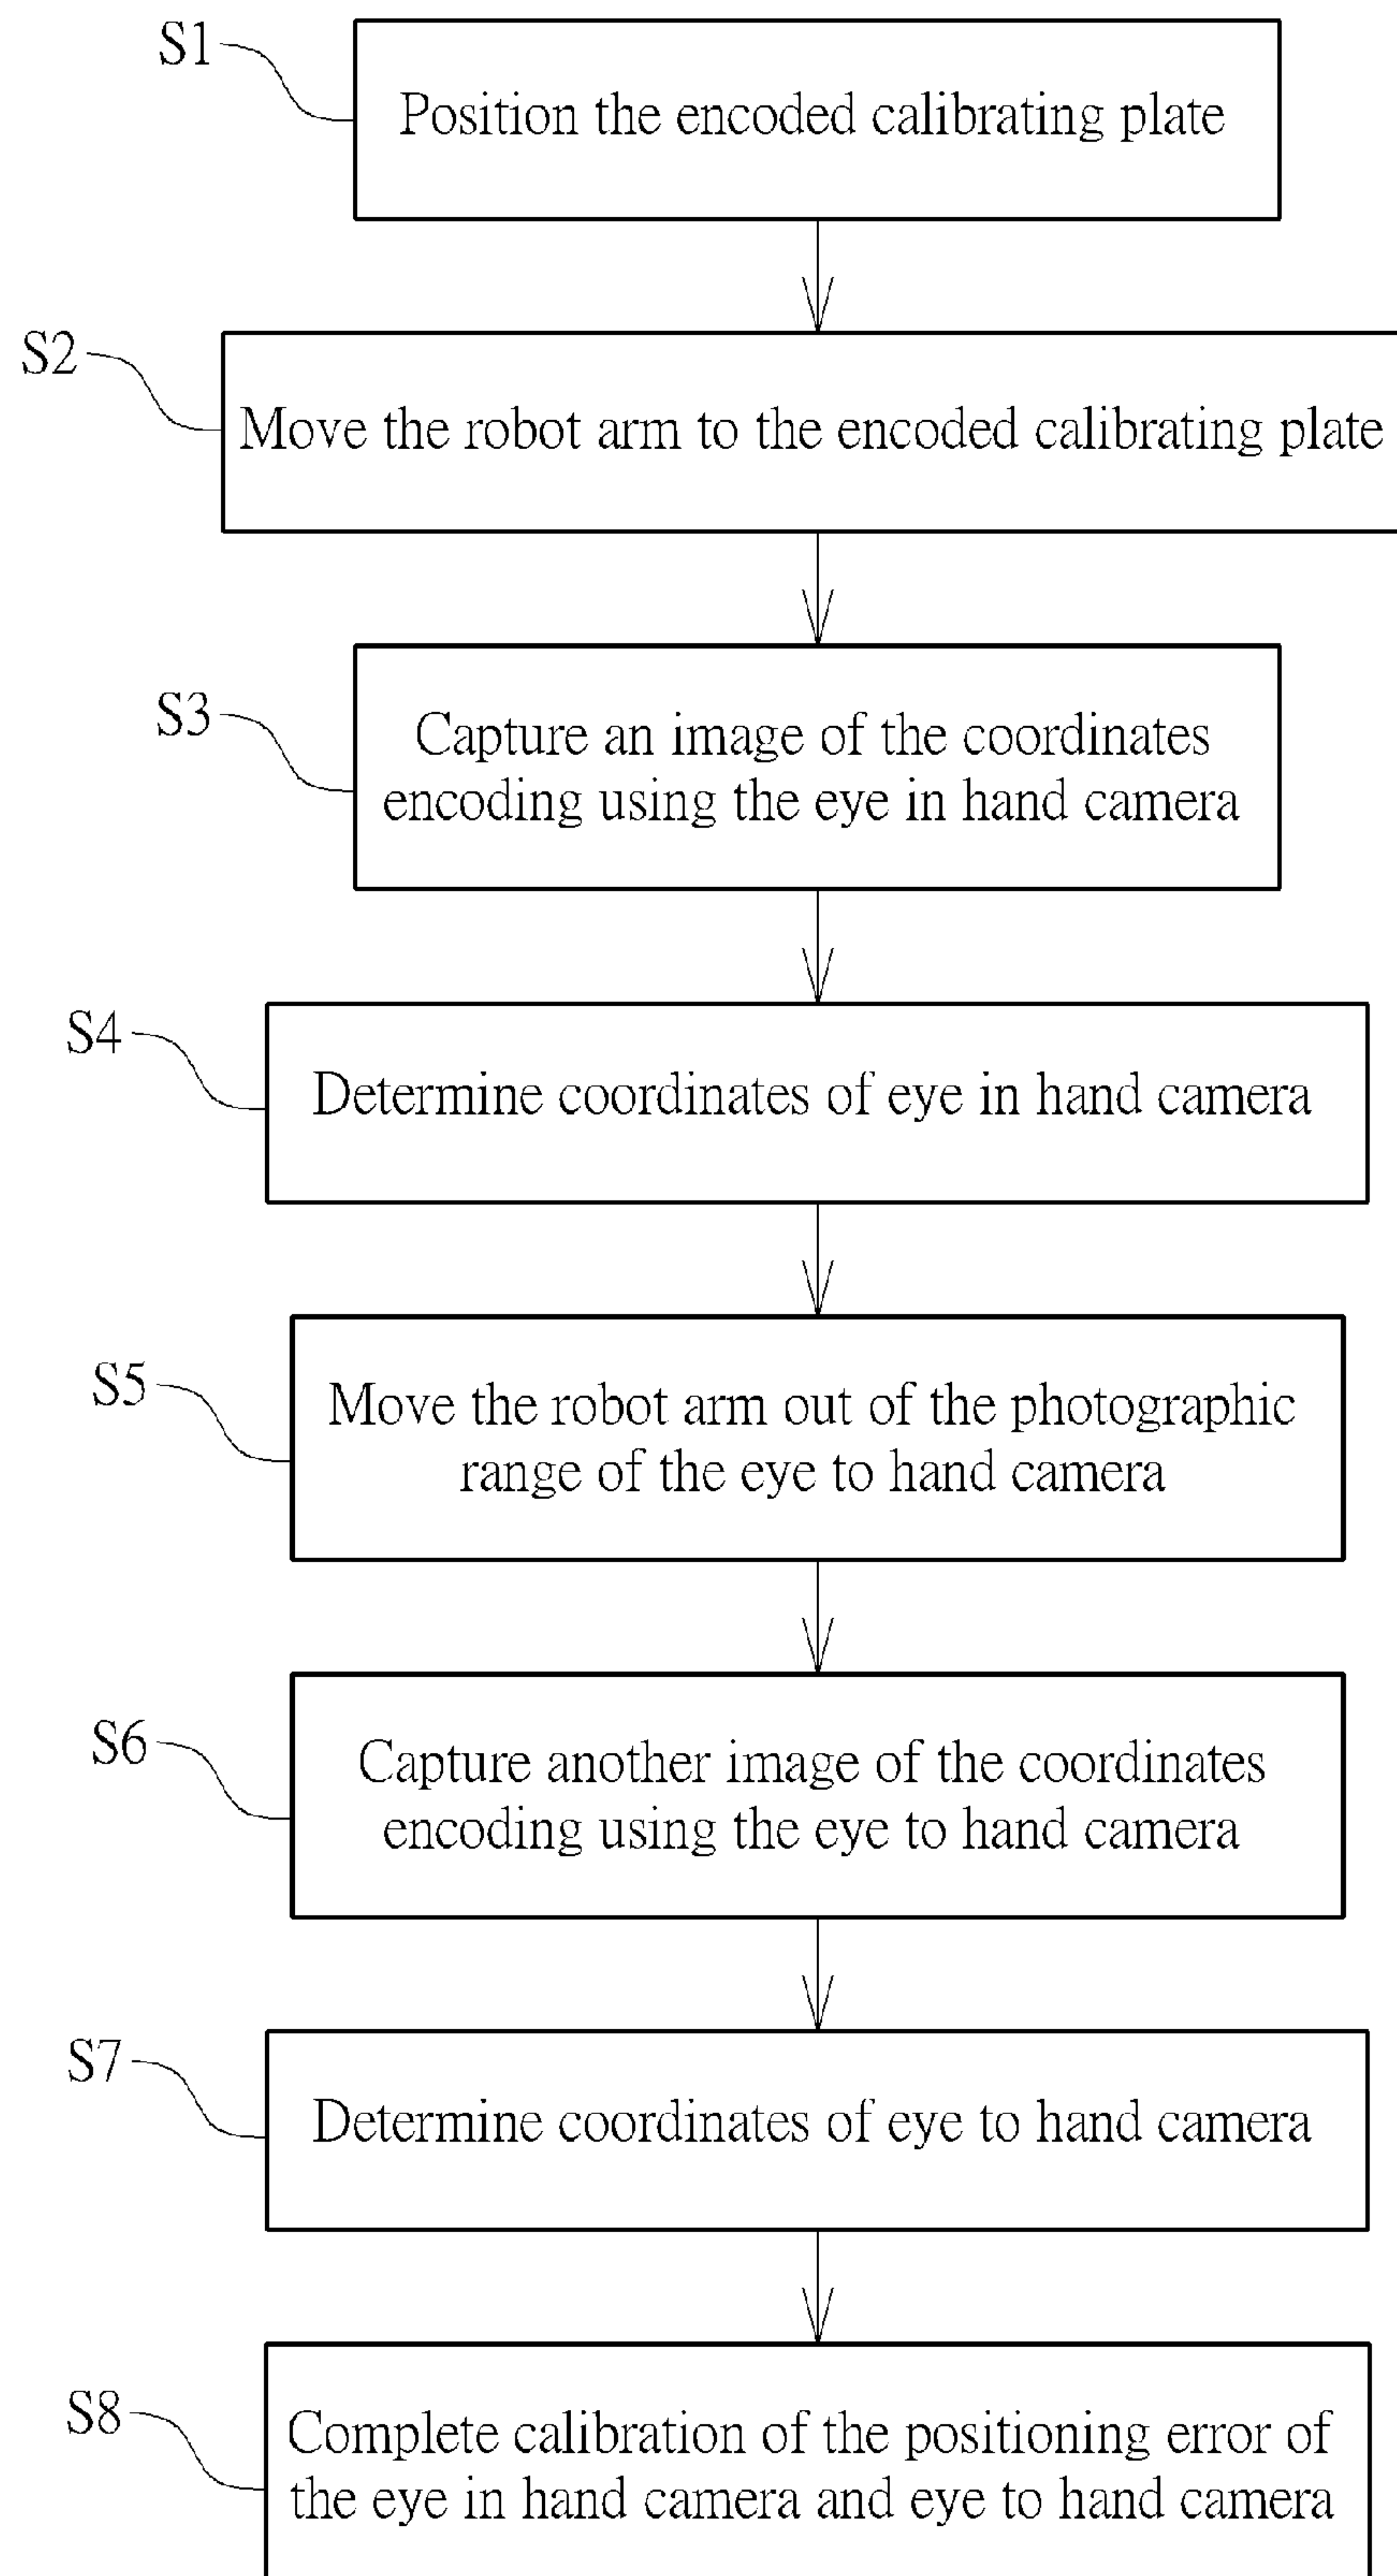 S1
Position the encoded calibrating plate
S2
Move the robot arm to the encoded calibrating plate
S3
Capture an image of the coordinates
encoding using the eye in hand camera
S4
Determine coordinates of eye in hand camera
S5
Move the robot arm out of the photographic
range of the eye to hand camera
S6
Capture another image of the coordinates
encoding using the eye to hand camera
S7
Determine coordinates of eye to hand camera
S8
Complete calibration of the positioning error of
the eye in hand camera and eye to hand camera